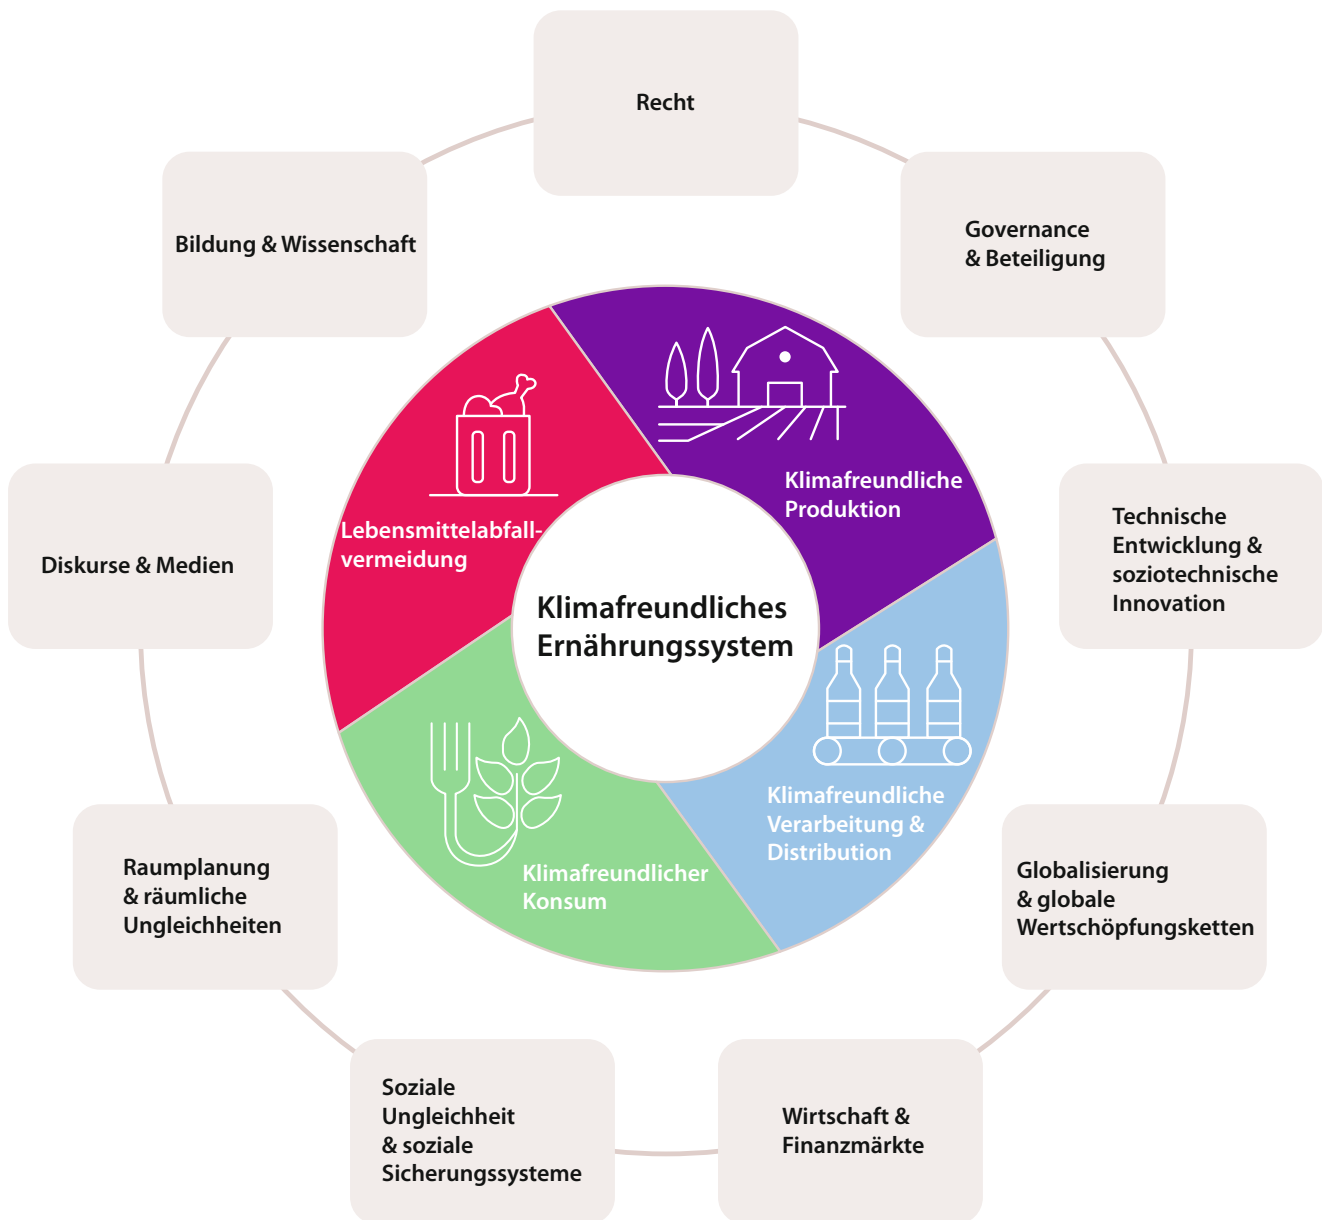 Recht
Governance
& Beteiligung
Technische
Entwicklung &
soziotechnische
Innovation
Globalisierung
& globale
Wertschöpfungsketten
Wirtschaft &
Finanzmärkte
Soziale
Ungleichheit
& soziale
Sicherungssysteme
Raumplanung
& räumliche
Ungleichheiten
Diskurse & Medien
Bildung & Wissenschaft
Klimafreundliche
Produktion
Klimafreundliche
Verarbeitung &
Distribution
Klimafreundlicher
Konsum
Lebensmittelabfall-
vermeidung
Klimafreundliches
Ernährungssystem